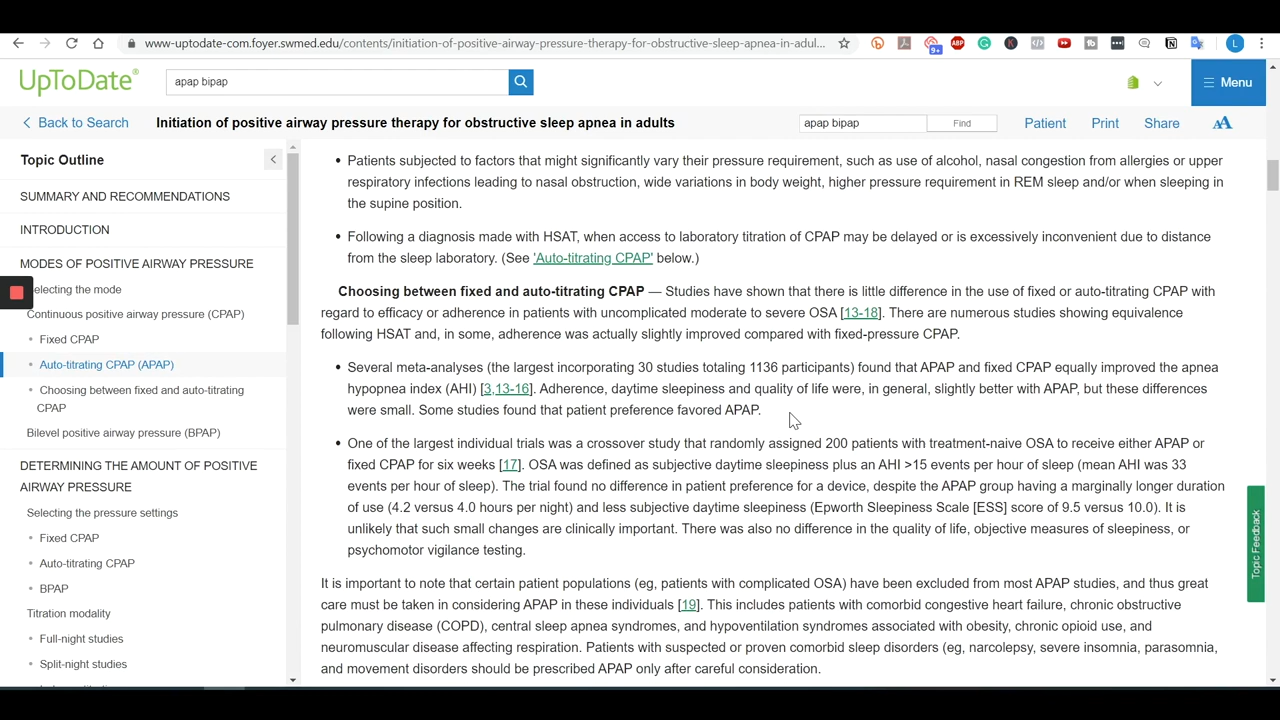 www-uptodate-com.foyer.swmed.edu/contents/initiation-of-positive-airway-pressure-therapy-for-obstructive-sleep-apnea-in-adul...
9+
ABP
L
UpToDate®
apap bipap
Menu
Back to Search
Initiation of positive airway pressure therapy for obstructive sleep apnea in adults
apap bipap
Find
Patient
Print
Share
AA
Topic Outline
SUMMARY AND RECOMMENDATIONS
INTRODUCTION
MODES OF POSITIVE AIRWAY PRESSURE
electing the mode
Continuous positive airway pressure (CPAP)
• Fixed CPAP
• Auto-titrating CPAP (APAP)
• Choosing between fixed and auto-titrating
CPAP
Bilevel positive airway pressure (BPAP)
DETERMINING THE AMOUNT OF POSITIVE
AIRWAY PRESSURE
Selecting the pressure settings
• Fixed CPAP
• Auto-titrating CPAP
• BPAP
Titration modality
• Full-night studies
• Split-night studies
• Patients subjected to factors that might significantly vary their pressure requirement, such as use of alcohol, nasal congestion from allergies or upper
respiratory infections leading to nasal obstruction, wide variations in body weight, higher pressure requirement in REM sleep and/or when sleeping in
the supine position.
• Following a diagnosis made with HSAT, when access to laboratory titration of CPAP may be delayed or is excessively inconvenient due to distance
from the sleep laboratory. (See 'Auto-titrating CPAP' below.)
Choosing between fixed and auto-titrating CPAP — Studies have shown that there is little difference in the use of fixed or auto-titrating CPAP with
regard to efficacy or adherence in patients with uncomplicated moderate to severe OSA [13-18]. There are numerous studies showing equivalence
following HSAT and, in some, adherence was actually slightly improved compared with fixed-pressure CPAP.
• Several meta-analyses (the largest incorporating 30 studies totaling 1136 participants) found that APAP and fixed CPAP equally improved the apnea
hypopnea index (AHI) [3,13-16]. Adherence, daytime sleepiness and quality of life were, in general, slightly better with APAP, but these differences
were small. Some studies found that patient preference favored APAP.
• One of the largest individual trials was a crossover study that randomly assigned 200 patients with treatment-naive OSA to receive either APAP or
fixed CPAP for six weeks [17]. OSA was defined as subjective daytime sleepiness plus an AHI >15 events per hour of sleep (mean AHI was 33
events per hour of sleep). The trial found no difference in patient preference for a device, despite the APAP group having a marginally longer duration
of use (4.2 versus 4.0 hours per night) and less subjective daytime sleepiness (Epworth Sleepiness Scale [ESS] score of 9.5 versus 10.0). It is
unlikely that such small changes are clinically important. There was also no difference in the quality of life, objective measures of sleepiness, or
psychomotor vigilance testing.
It is important to note that certain patient populations (eg, patients with complicated OSA) have been excluded from most APAP studies, and thus great
care must be taken in considering APAP in these individuals [19]. This includes patients with comorbid congestive heart failure, chronic obstructive
pulmonary disease (COPD), central sleep apnea syndromes, and hypoventilation syndromes associated with obesity, chronic opioid use, and
neuromuscular disease affecting respiration. Patients with suspected or proven comorbid sleep disorders (eg, narcolepsy, severe insomnia, parasomnia,
and movement disorders should be prescribed APAP only after careful consideration.
Topic Feedback